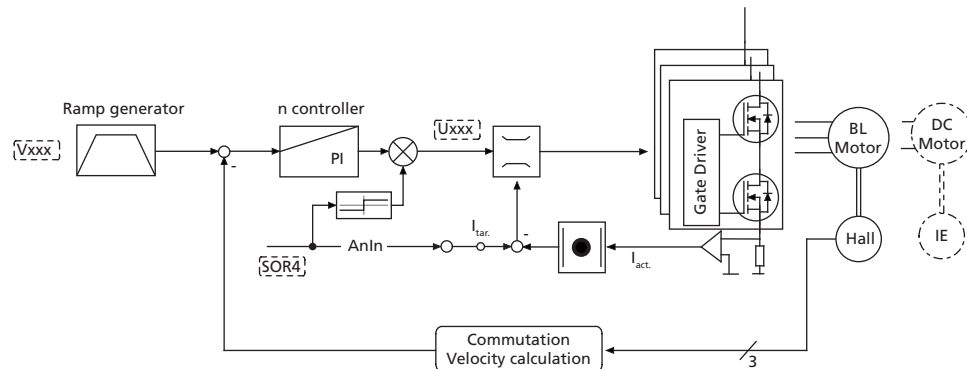 Ramp generator
n controller
Vxxx
-
PI
Uxxx
Gate Driver
BL
Motor
DC
Motor
SOR4
AnIn
I tar.
-
I act.
Hall
IE
Commutation
Velocity calculation
3